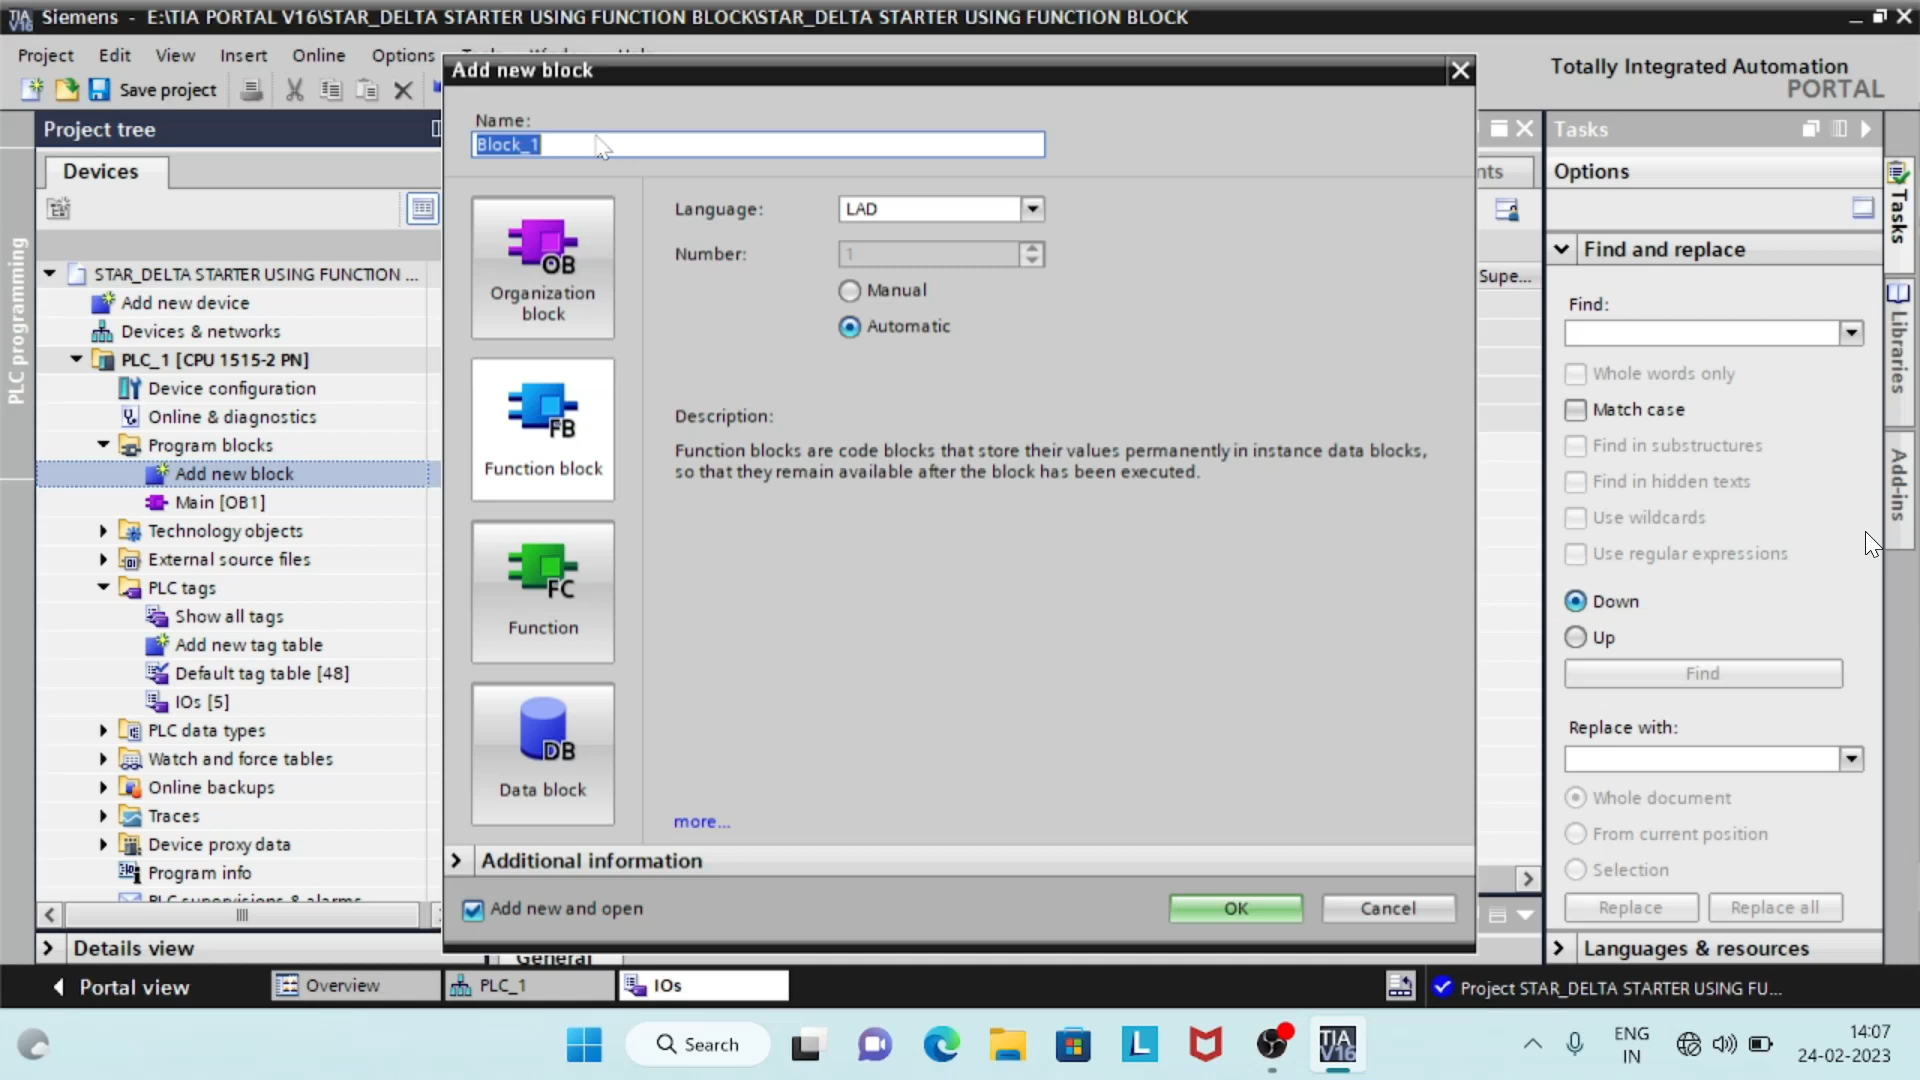 Siemens - E:\TIA PORTAL V16\STAR_DELTA STARTER USING FUNCTION BLOCK\STAR_DELTA STARTER USING FUNCTION BLOCK
Project Edit View Insert Online Options
Totally Integrated Automation
PORTAL
Save project
Add new block
Project tree
Devices
Name:
Block_1
Language:
LAD
Number:
1
Manual
Automatic
Description:
Function blocks are code blocks that store their values permanently in instance data blocks,
so that they remain available after the block has been executed.
more...
OB
Organization
block
FB
Function block
FC
Function
DB
Data block
Additional information
Add new and open
OK
Cancel
PLC programming
STAR_DELTA STARTER USING FUNCTION ...
Add new device
Devices & networks
PLC_1 [CPU 1515-2 PN]
Device configuration
Online & diagnostics
Program blocks
Add new block
Main [OB1]
Technology objects
External source files
PLC tags
Show all tags
Add new tag table
Default tag table [48]
IOs [5]
PLC data types
Watch and force tables
Online backups
Traces
Device proxy data
Program info
PLC supervisions & alarms
Details view
General
nts
Supe...
Tasks
Options
Find and replace
Find:
Whole words only
Match case
Find in substructures
Find in hidden texts
Use wildcards
Use regular expressions
Down
Up
Find
Replace with:
Whole document
From current position
Selection
Replace
Replace all
Languages & resources
Tasks
Libraries
Add-ins
Portal view
Overview
PLC_1
IOs
Project STAR_DELTA STARTER USING FU...
Search
L
TIA
V16
ENG
IN
14:07
24-02-2023